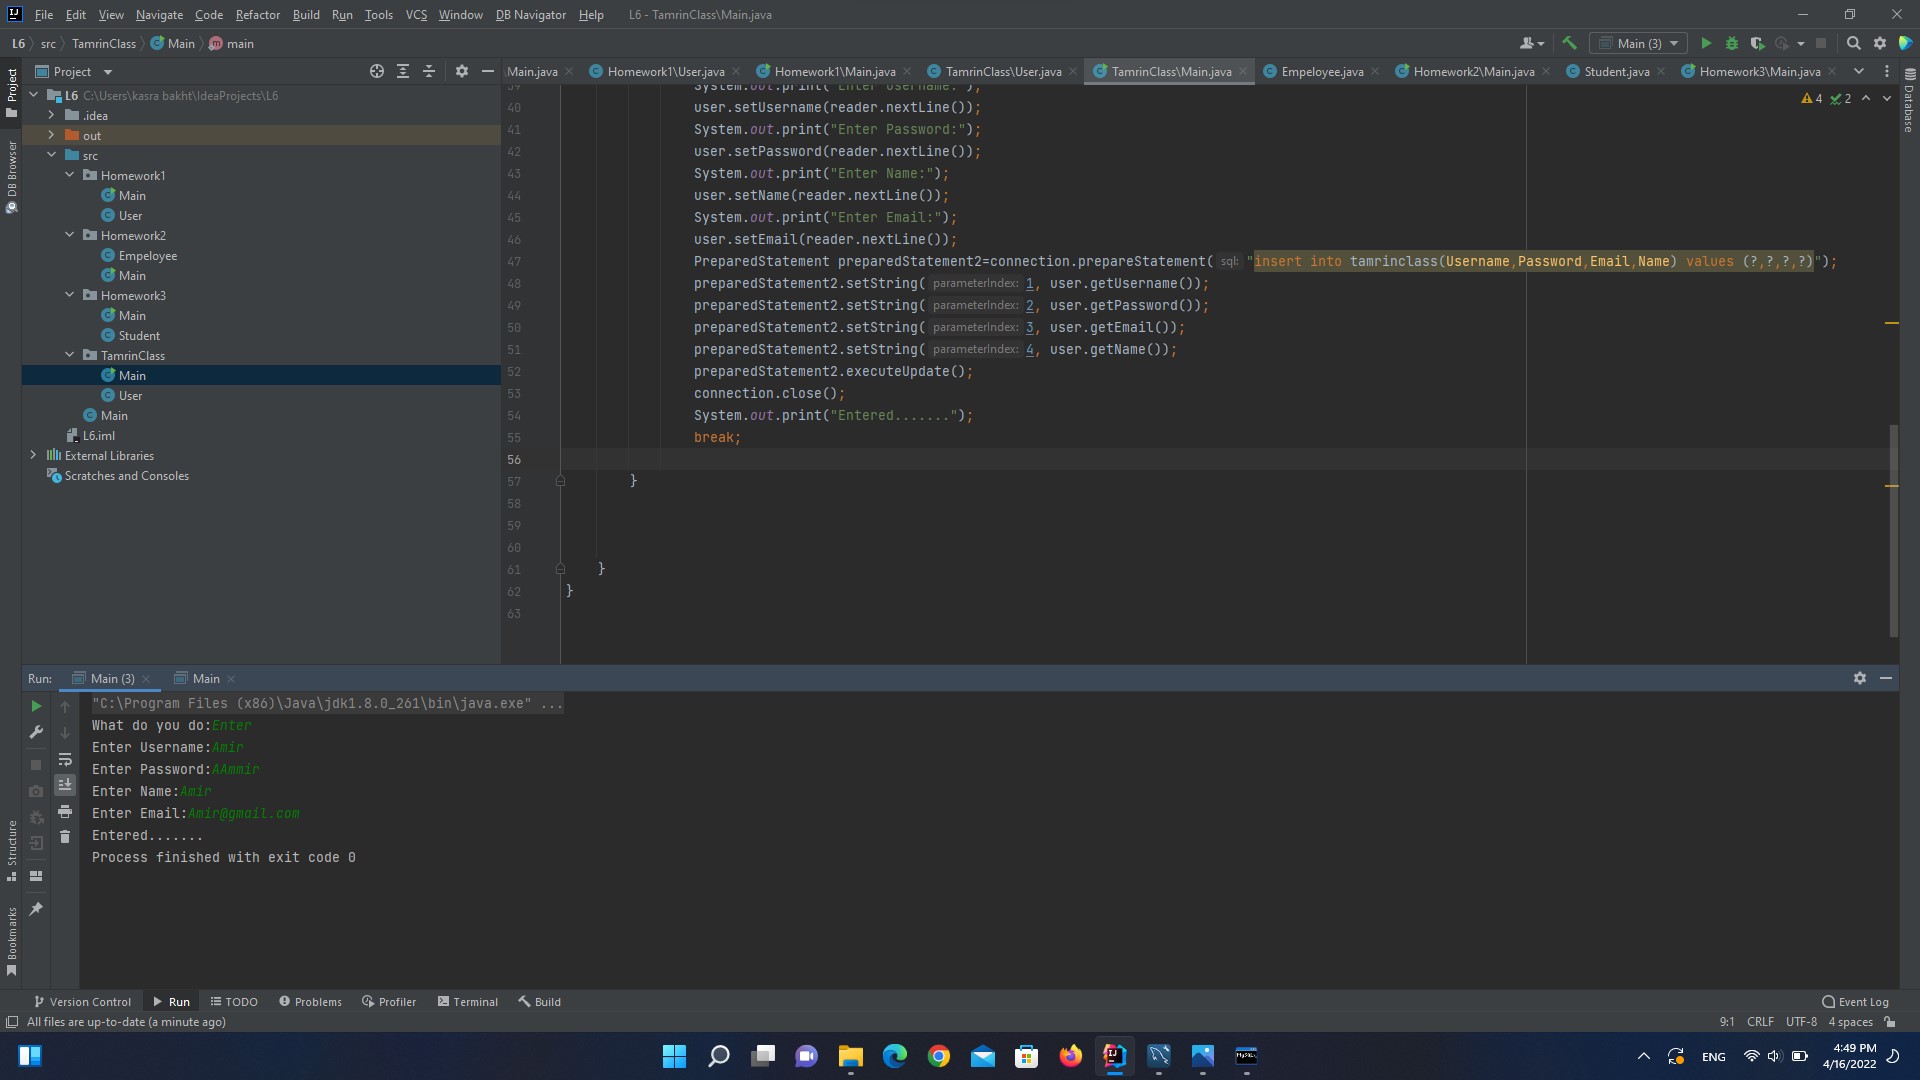 File Edit View Navigate Code Refactor Build Run Tools VCS Window DB Navigator Help L6 - TamrinClass\Main.java
L6 src TamrinClass Main main
Main (3)
Project
Main.java Homework1\User.java Homework1\Main.java TamrinClass\User.java TamrinClass\Main.java Empeloyee.java Homework2\Main.java Student.java Homework3\Main.java
Project
DB Browser
Structure
Bookmarks
Database
L6 C:\Users\kasra bakht\IdeaProjects\L6
.idea
out
src
Homework1
Main
User
Homework2
Empeloyee
Main
Homework3
Main
Student
TamrinClass
Main
User
Main
L6.iml
External Libraries
Scratches and Consoles
4 2
39 System.out.print("Enter Username:");
40 user.setUsername(reader.nextLine());
41 System.out.print("Enter Password:");
42 user.setPassword(reader.nextLine());
43 System.out.print("Enter Name:");
44 user.setName(reader.nextLine());
45 System.out.print("Enter Email:");
46 user.setEmail(reader.nextLine());
47 PreparedStatement preparedStatement2=connection.prepareStatement( sql: "insert into tamrinclass(Username,Password,Email,Name) values (?,?,?,?)");
48 preparedStatement2.setString( parameterIndex: 1, user.getUsername());
49 preparedStatement2.setString( parameterIndex: 2, user.getPassword());
50 preparedStatement2.setString( parameterIndex: 3, user.getEmail());
51 preparedStatement2.setString( parameterIndex: 4, user.getName());
52 preparedStatement2.executeUpdate();
53 connection.close();
54 System.out.print("Entered.......");
55 break;
56
57 }
58
59
60
61 }
62 }
63
Run: Main (3) Main
"C:\Program Files (x86)\Java\jdk1.8.0_261\bin\java.exe" ...
What do you do:Enter
Enter Username:Amir
Enter Password:AAmmir
Enter Name:Amir
Enter Email:Amir@gmail.com
Entered.......
Process finished with exit code 0
Version Control Run TODO Problems Profiler Terminal Build Event Log
All files are up-to-date (a minute ago) 9:1 CRLF UTF-8 4 spaces
ENG 4:49 PM
4/16/2022